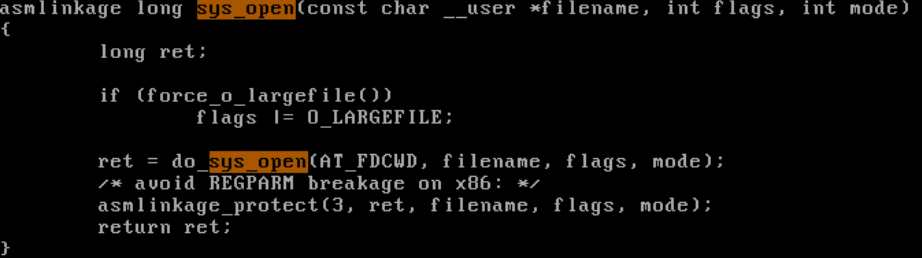 asmlinkage long sys_open(const char __user *filename, int flags, int mode)
{
long ret;
if (force_o_largefile())
flags |= O_LARGEFILE;
ret = do_sys_open(AT_FDCWD, filename, flags, mode);
/* avoid REGPARM breakage on x86: */
asmlinkage_protect(3, ret, filename, flags, mode);
return ret;
}